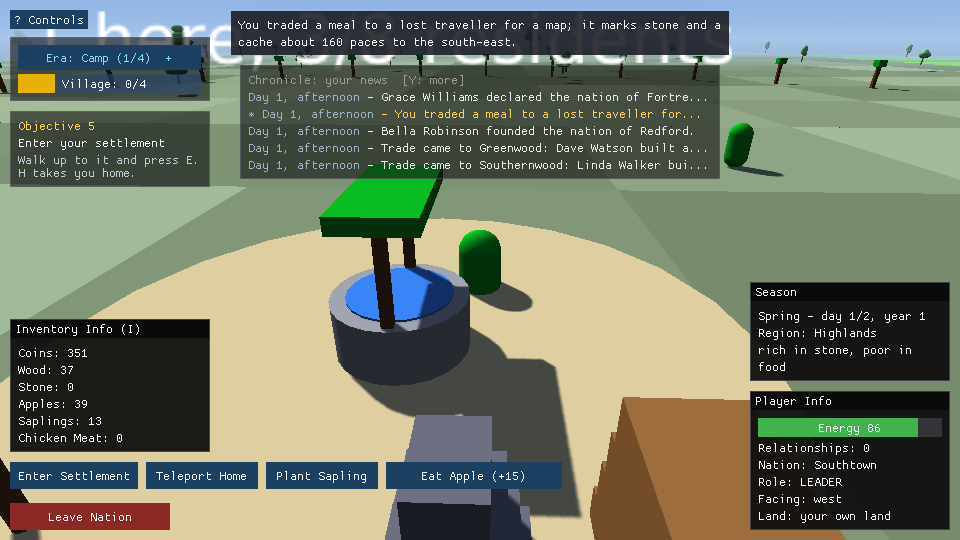 ? Controls
Era: Camp (1/4) +
Village: 0/4
Objective 5
Enter your settlement
Walk up to it and press E.
H takes you home.
You traded a meal to a lost traveller for a map; it marks stone and a
cache about 160 paces to the south-east.
Chronicle: your news [Y: more]
Day 1, afternoon – Grace Williams declared the nation of Fortre...
* Day 1, afternoon – You traded a meal to a lost traveller for...
Day 1, afternoon – Bella Robinson founded the nation of Redford.
Day 1, afternoon – Trade came to Greenwood: Dave Watson built a...
Day 1, afternoon – Trade came to Southernwood: Linda Walker bui...
Inventory Info (I)
Coins: 351
Wood: 37
Stone: 0
Apples: 39
Saplings: 13
Chicken Meat: 0
Season
Spring – day 1/2, year 1
Region: Highlands
rich in stone, poor in
food
Player Info
Energy 86
Relationships: 0
Nation: Southtown
Role: LEADER
Facing: west
Land: your own land
Enter Settlement
Teleport Home
Plant Sapling
Eat Apple (+15)
Leave Nation